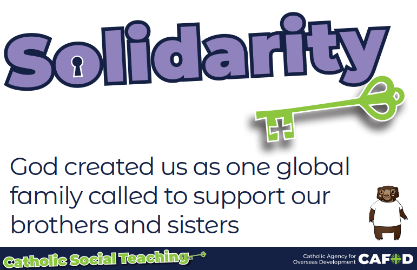 Solidarity
God created us as one global
family called to support our
brothers and sisters
Catholic Social Teaching
Catholic Agency for
Overseas Development
CAFOD